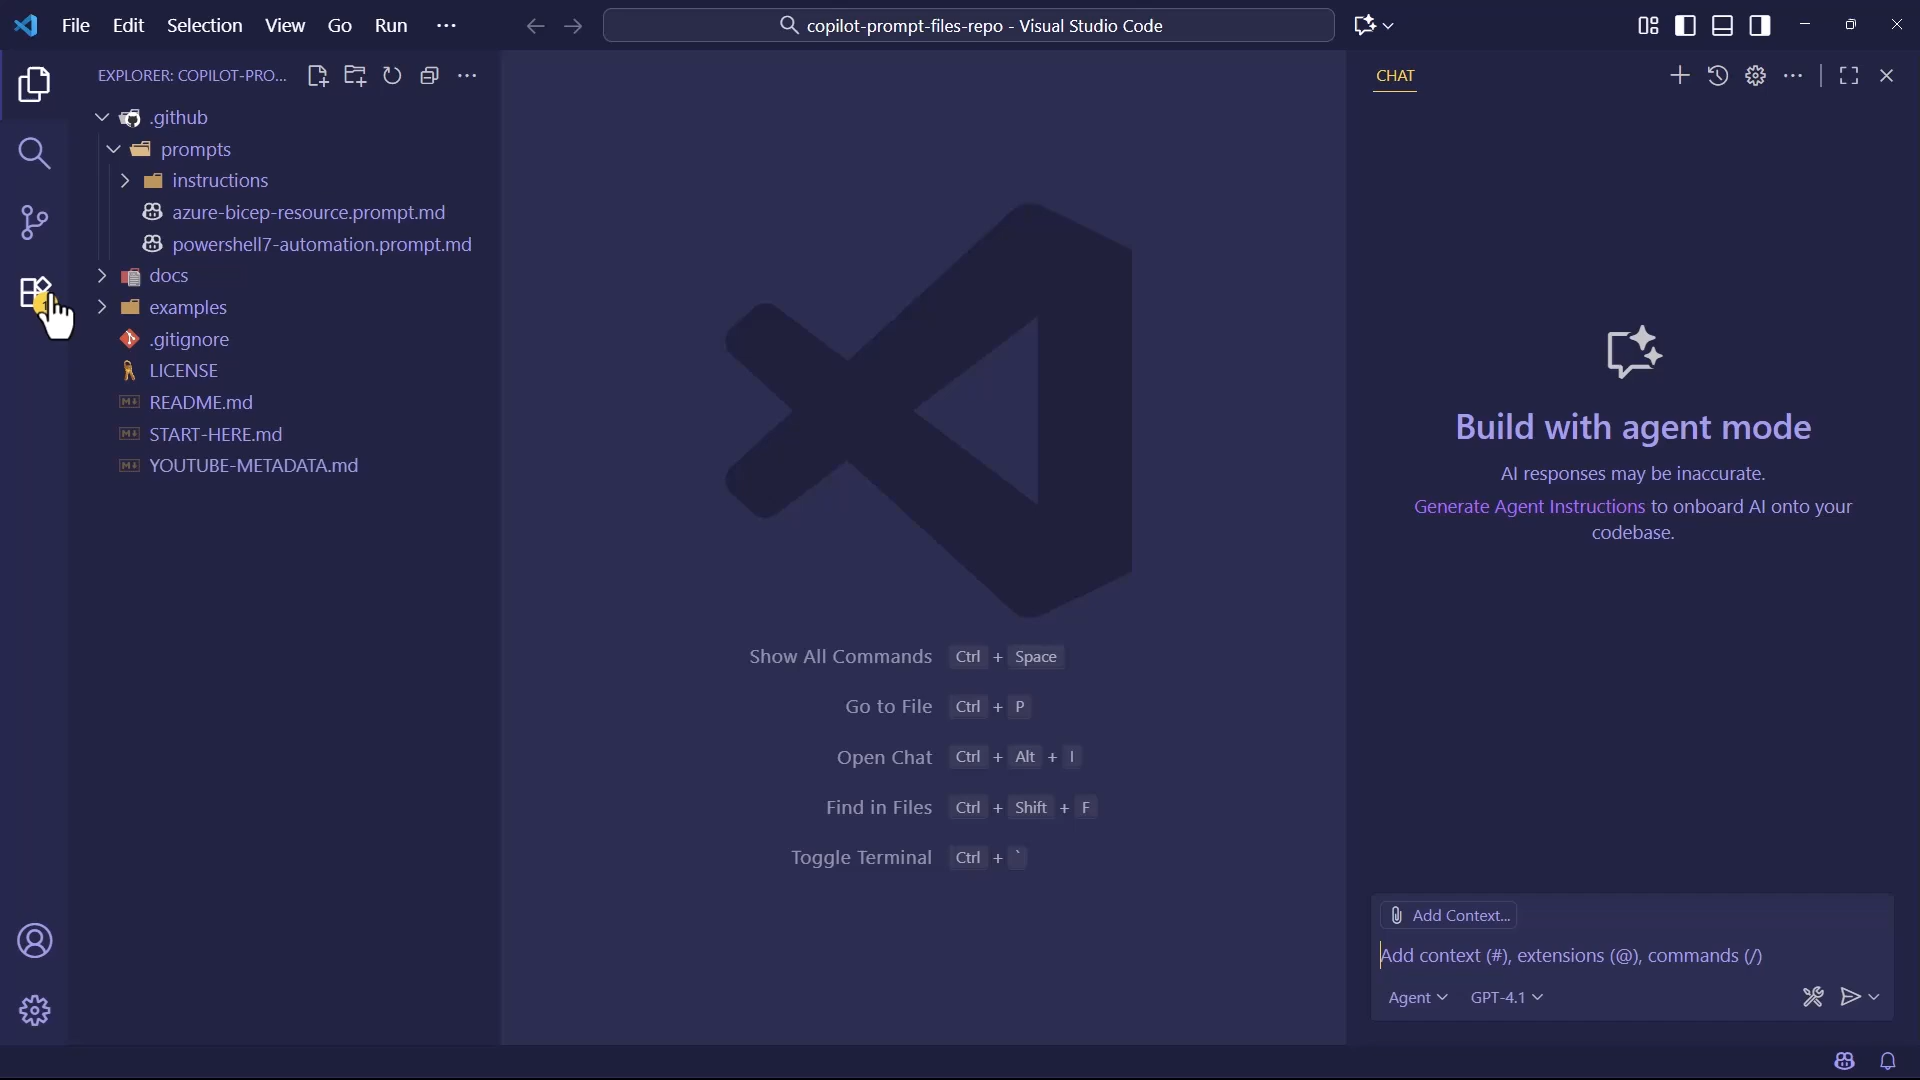 File Edit Selection View Go Run ···
copilot-prompt-files-repo - Visual Studio Code
EXPLORER: COPILOT-PRO...
.github
prompts
instructions
azure-bicep-resource.prompt.md
powershell7-automation.prompt.md
docs
examples
.gitignore
LICENSE
README.md
START-HERE.md
YOUTUBE-METADATA.md
Show All Commands Ctrl + Space
Go to File Ctrl + P
Open Chat Ctrl + Alt + I
Find in Files Ctrl + Shift + F
Toggle Terminal Ctrl + `
CHAT
Build with agent mode
AI responses may be inaccurate.
Generate Agent Instructions to onboard AI onto your
codebase.
Add Context...
Add context (#), extensions (@), commands (/)
Agent GPT-4.1